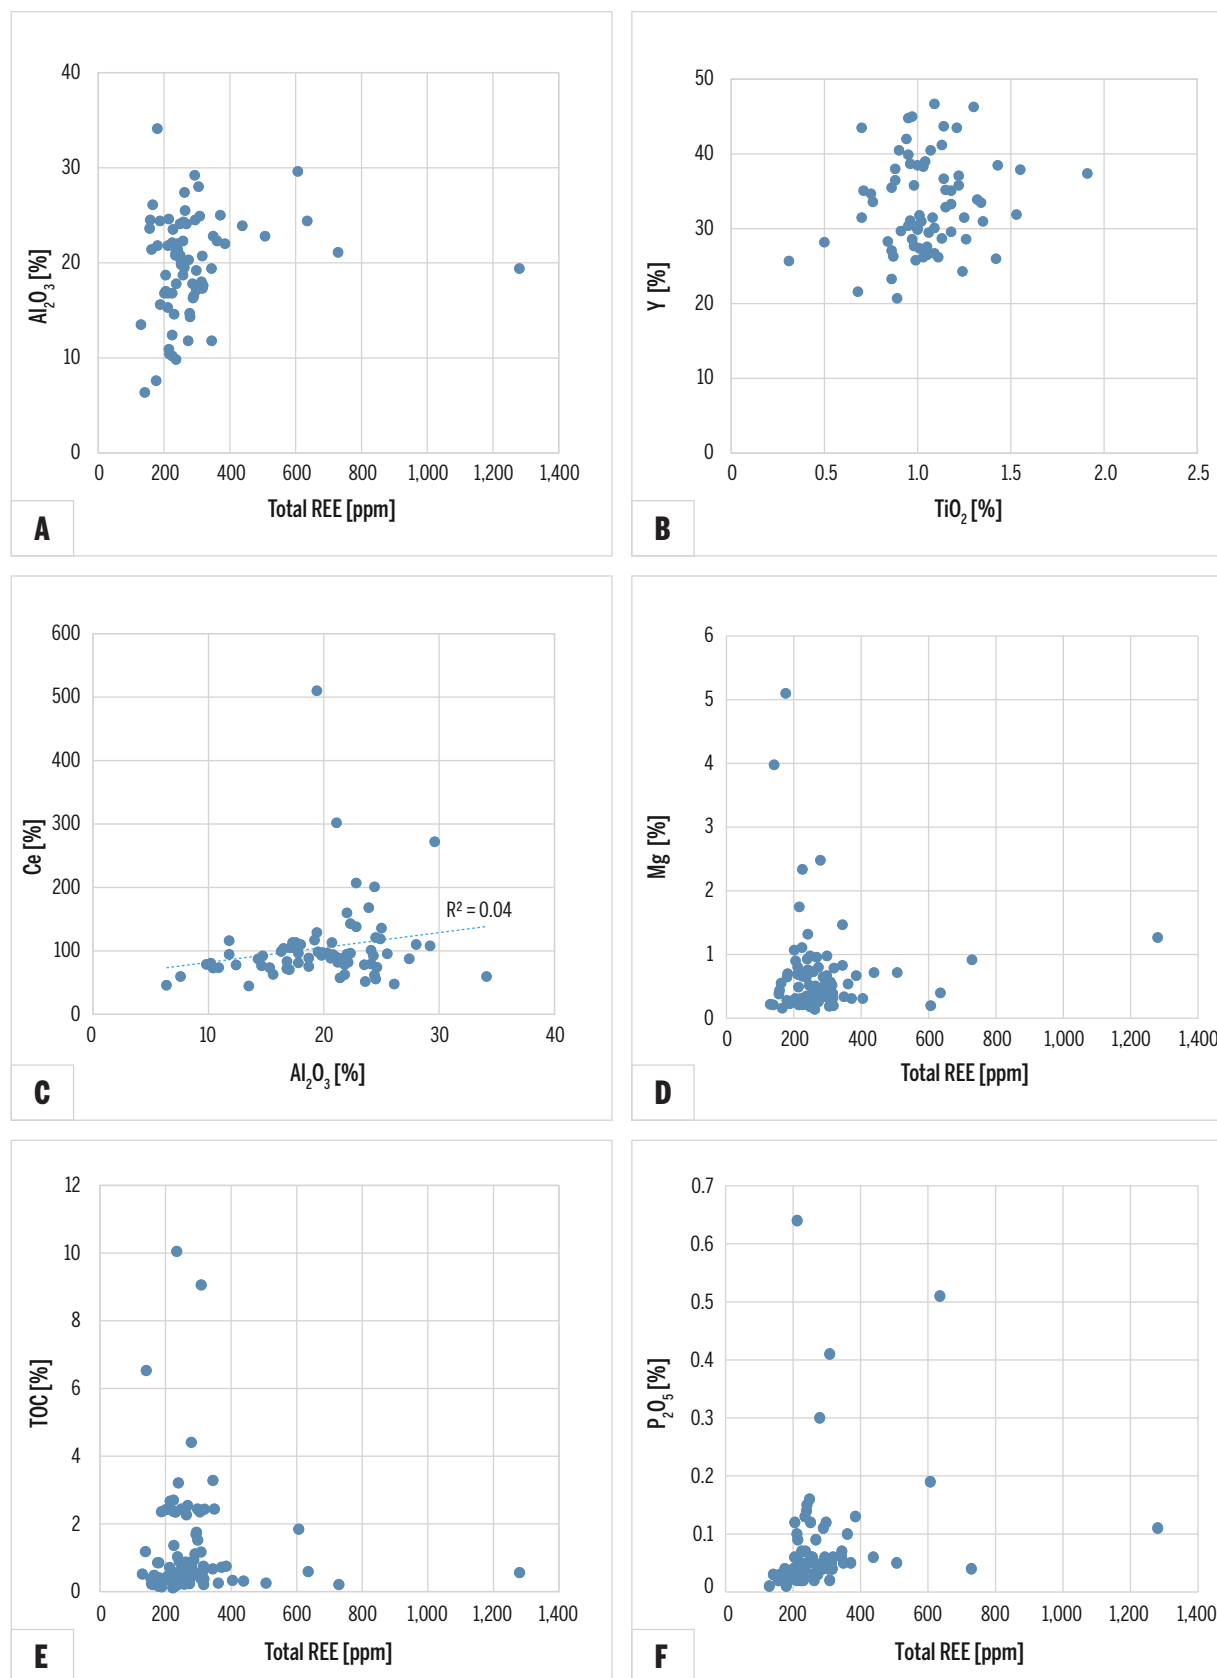 40
30
20
10
0
0 200 400 600 800 1,000 1,200 1,400
Al₂O₃ [%]
Total REE [ppm]
A
50
40
30
20
10
0
0 0.5 1.0 1.5 2.0 2.5
Y [%]
TiO₂ [%]
B
600
500
400
300
200
100
0
0 10 20 30 40
Ce [%]
R² = 0.04
Al₂O₃ [%]
C
6
5
4
3
2
1
0
0 200 400 600 800 1,000 1,200 1,400
Mg [%]
Total REE [ppm]
D
12
10
8
6
4
2
0
0 200 400 600 800 1,000 1,200 1,400
TOC [%]
Total REE [ppm]
E
0.7
0.6
0.5
0.4
0.3
0.2
0.1
0
0 200 400 600 800 1,000 1,200 1,400
P₂O₅ [%]
Total REE [ppm]
F